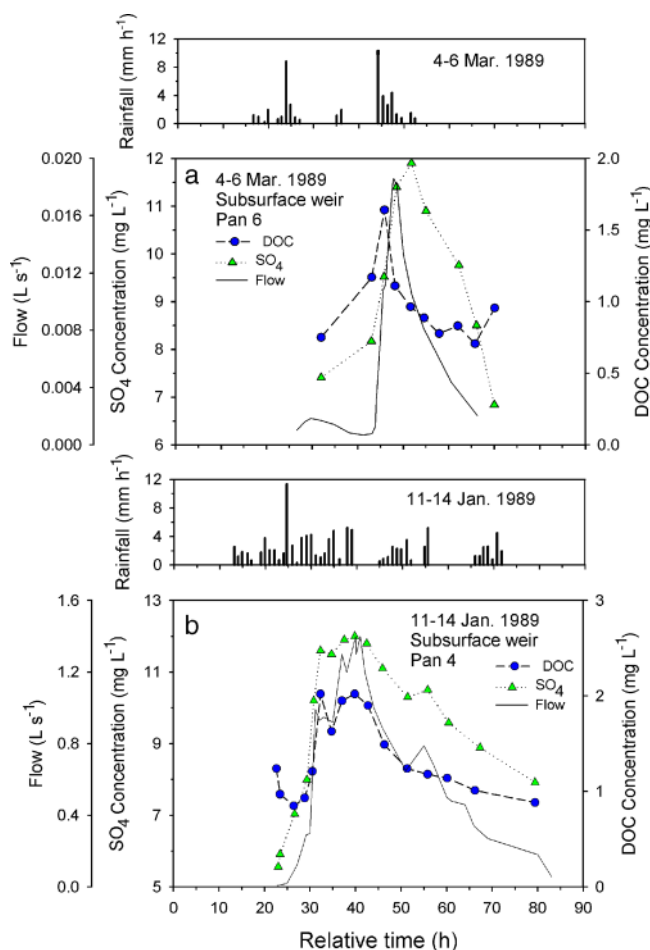 12
8
4
0
Rainfall (mm h-1)
4-6 Mar. 1989
0.020
0.016
0.012
0.008
0.004
0.000
Flow (L s-1)
12
11
10
9
8
7
6
SO4 Concentration (mg L-1)
a
4-6 Mar. 1989
Subsurface weir
Pan 6
DOC
SO4
Flow
2.0
1.5
1.0
0.5
0.0
DOC Concentration (mg L-1)
12
8
4
0
Rainfall (mm h-1)
11-14 Jan. 1989
1.6
1.2
0.8
0.4
0.0
Flow (L s-1)
13
11
9
7
5
SO4 Concentration (mg L-1)
b
11-14 Jan. 1989
Subsurface weir
Pan 4
DOC
SO4
Flow
3
2
1
0
DOC Concentration (mg L-1)
0 10 20 30 40 50 60 70 80 90
Relative time (h)